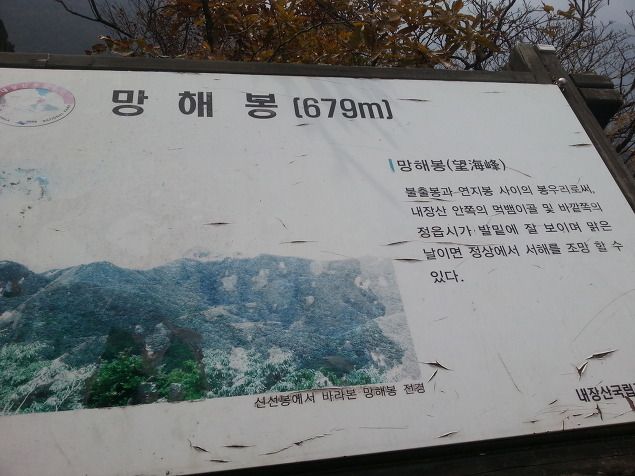 망해봉(679m)
망해봉(望海峰)
불출봉과 연지봉 사이의 봉우리로써,
내장산 안쪽의 먹뱀이골 및 바깥쪽의
정읍시가 발밑에 잘 보이며 맑은
날이면 정상에서 서해를 조망 할 수
있다.
신선봉에서 바라본 망해봉 전경
내장산국립